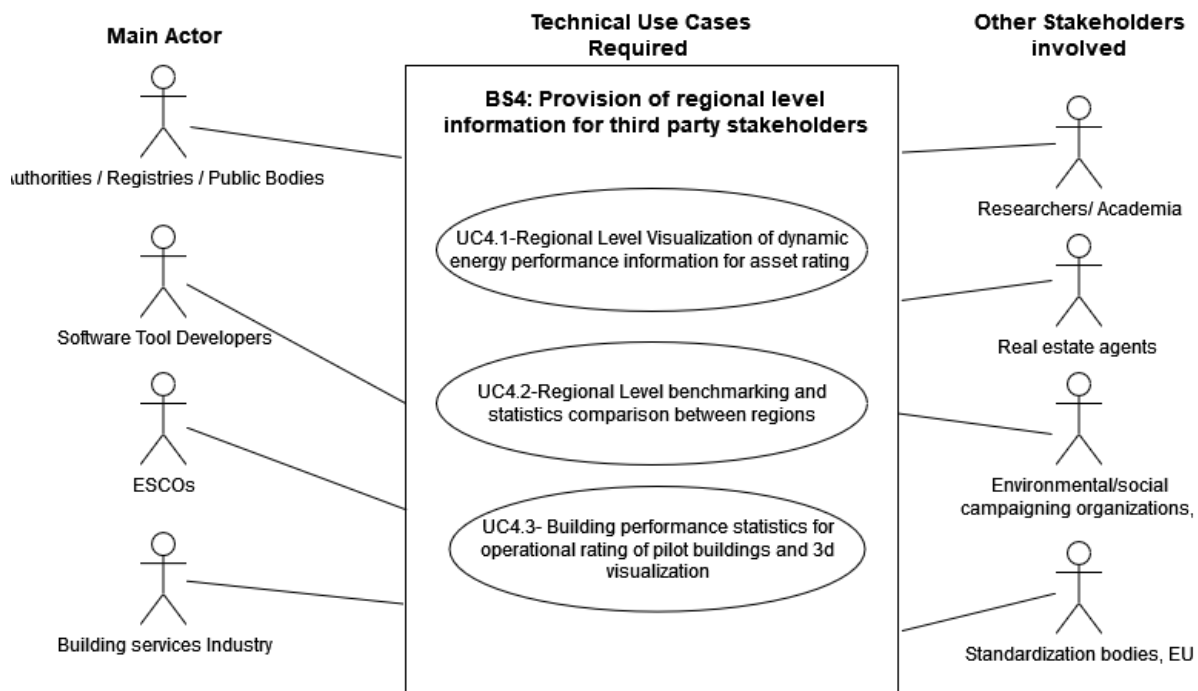 Main Actor
Technical Use Cases
Required
Other Stakeholders
involved
BS4: Provision of regional level
information for third party stakeholders
uthorities / Registries / Public Bodies
Researchers/ Academia
UC4.1-Regional Level Visualization of dynamic
energy performance information for asset rating
Software Tool Developers
Real estate agents
UC4.2-Regional Level benchmarking and
statistics comparison between regions
ESCOs
Environmental/social
campaigning organizations,
UC4.3- Building performance statistics for
operational rating of pilot buildings and 3d
visualization
Building services Industry
Standardization bodies, EU